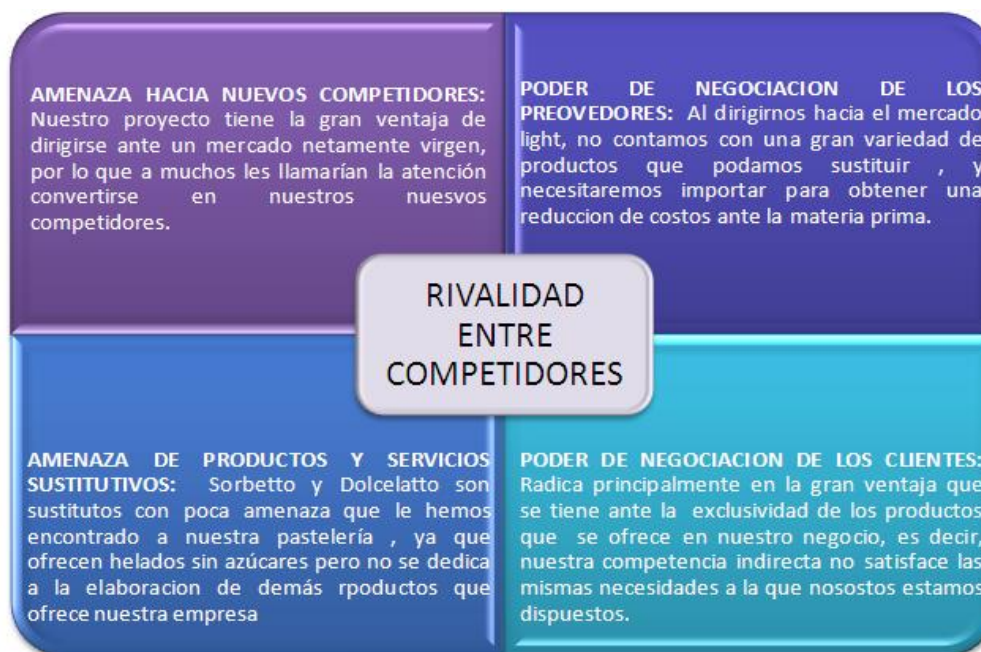 AMENAZA HACIA NUEVOS COMPETIDORES:
Nuestro proyecto tiene la gran ventaja de
dirigirse ante un mercado netamente virgen,
por lo que a muchos les llamarían la atención
convertirse en nuestros nuesvos
competidores.
PODER DE NEGOCIACION DE LOS
PREOVEDORES: Al dirigirnos hacia el mercado
light, no contamos con una gran variedad de
productos que podamos sustituir , y
necesitaremos importar para obtener una
reduccion de costos ante la materia prima.
RIVALIDAD
ENTRE
COMPETIDORES
AMENAZA DE PRODUCTOS Y SERVICIOS
SUSTITUTIVOS: Sorbetto y Dolcelatto son
sustitutos con poca amenaza que le hemos
encontrado a nuestra pastelería , ya que
ofrecen helados sin azúcares pero no se dedica
a la elaboracion de demás rpoductos que
ofrece nuestra empresa
PODER DE NEGOCIACION DE LOS CLIENTES:
Radica principalmente en la gran ventaja que
se tiene ante la exclusividad de los productos
que se ofrece en nuestro negocio, es decir,
nuestra competencia indirecta no satisface las
mismas necesidades a la que nosostos estamos
dispuestos.